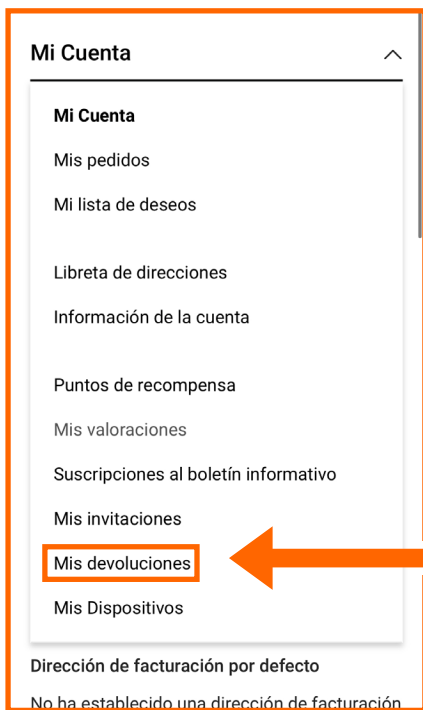 Mi Cuenta
Mi Cuenta
Mis pedidos
Mi lista de deseos
Libreta de direcciones
Información de la cuenta
Puntos de recompensa
Mis valoraciones
Suscripciones al boletín informativo
Mis invitaciones
Mis devoluciones
Mis Dispositivos
Dirección de facturación por defecto
No ha establecido una dirección de facturación